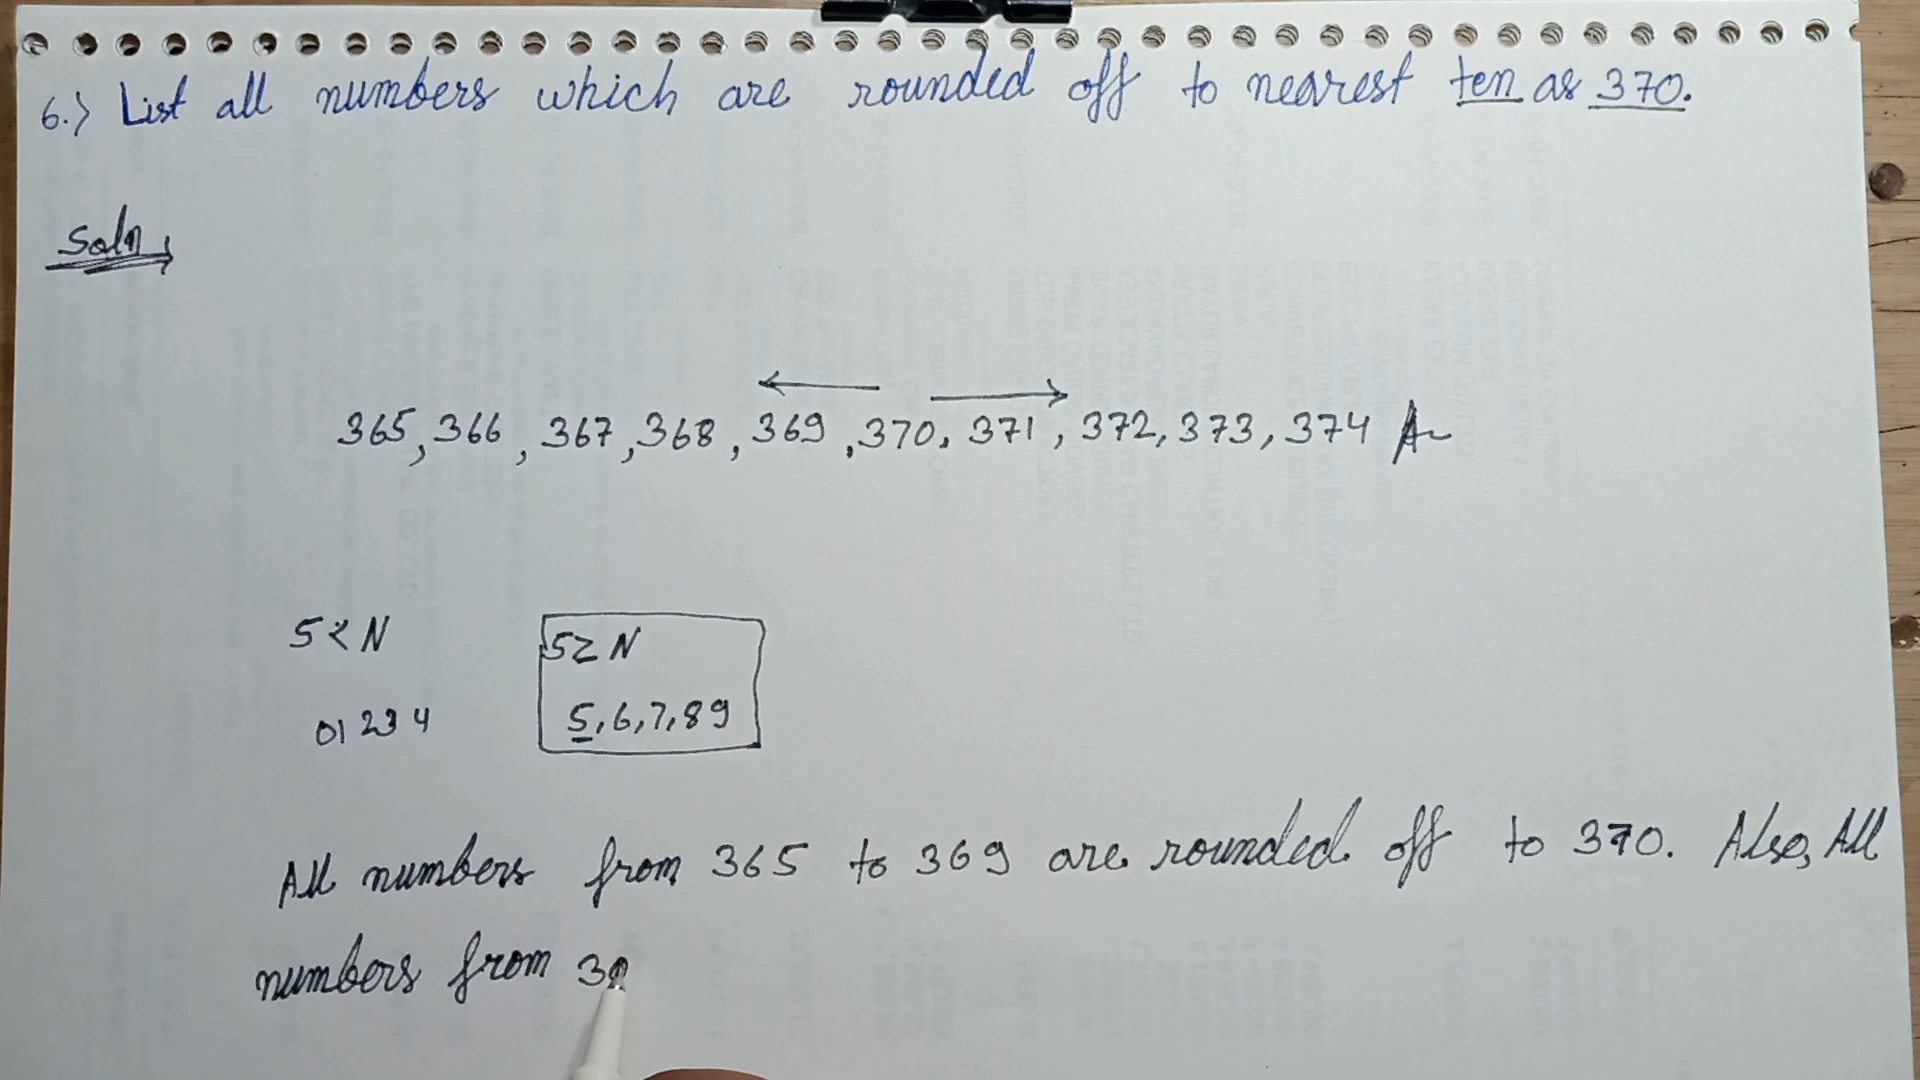 6.) List all numbers which are rounded off to nearest ten as 370.
Soln
365, 366, 367, 368, 369, 370, 371, 372, 373, 374
5 < N
5 ≥ N
01234
5, 6, 7, 8 9
All numbers from 365 to 369 are rounded off to 370. Also, All
numbers from 3